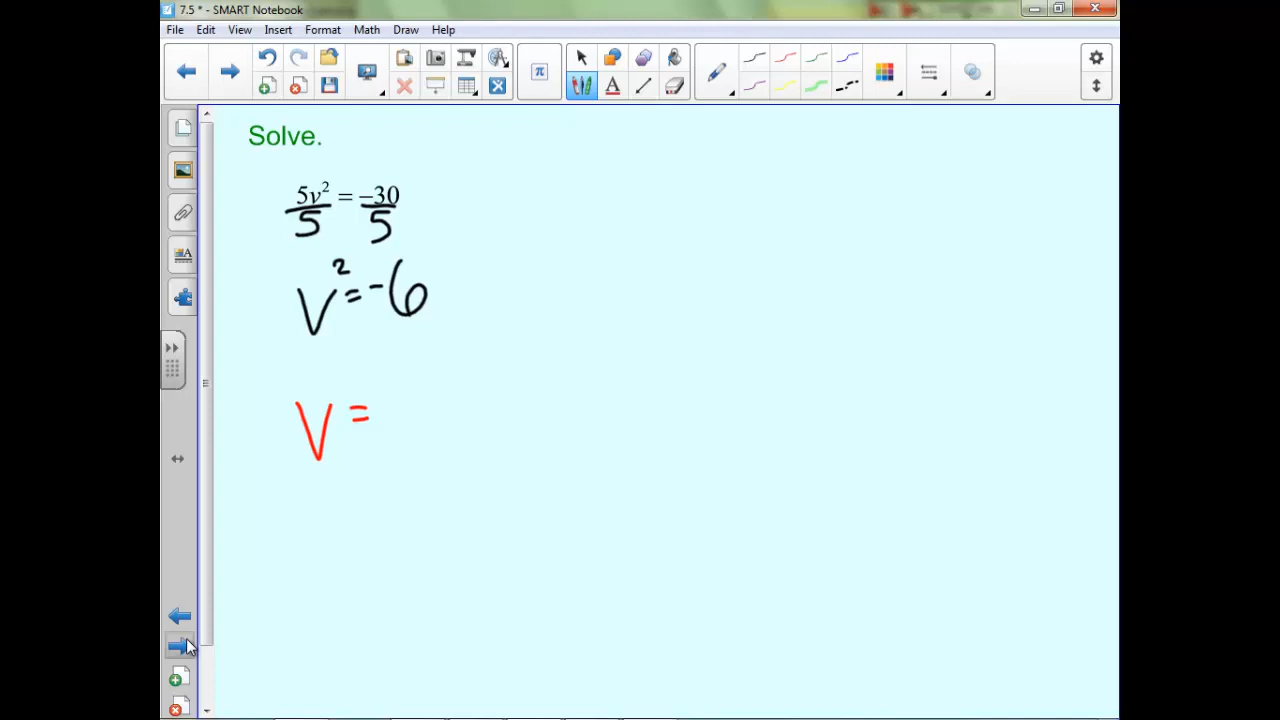 7.5 * - SMART Notebook
File Edit View Insert Format Math Draw Help
π A
A
Solve.
5v² = −30
5 5
v² = -6
v =